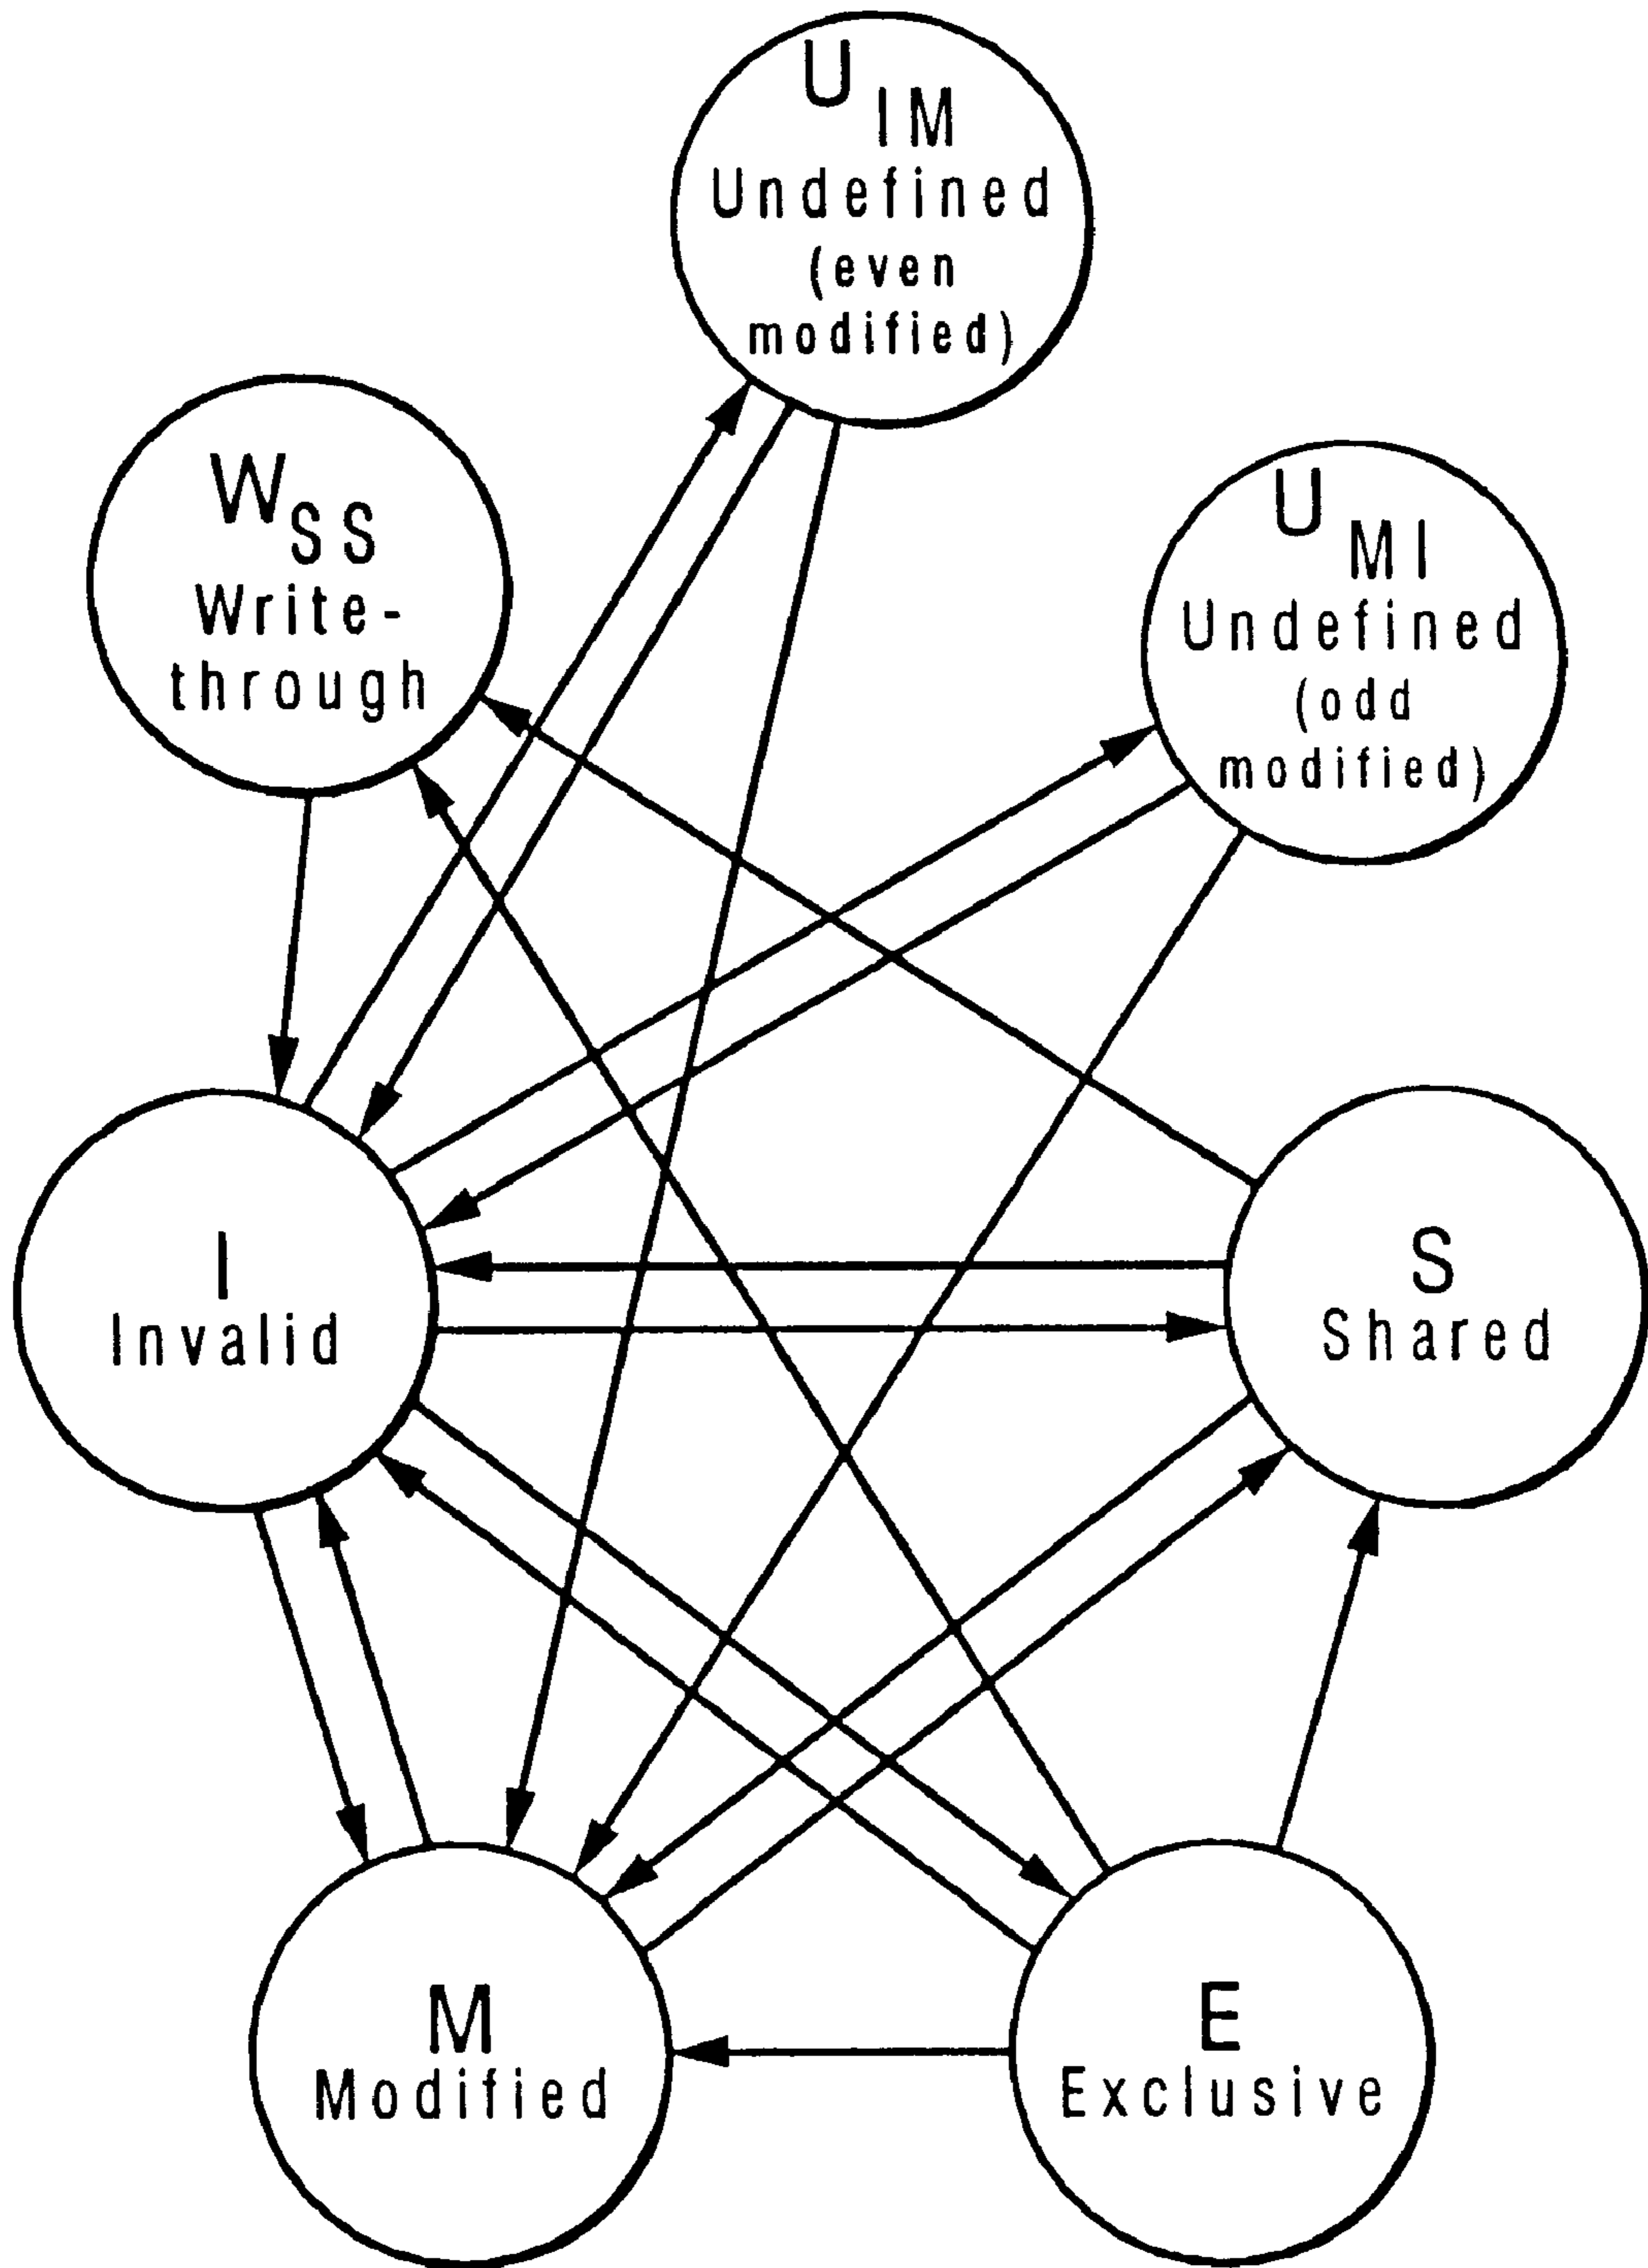 U IM
Undefined
(even
modified)
W SS
Write-
through
U MI
Undefined
(odd
modified)
I
Invalid
S
Shared
M
Modified
E
Exclusive